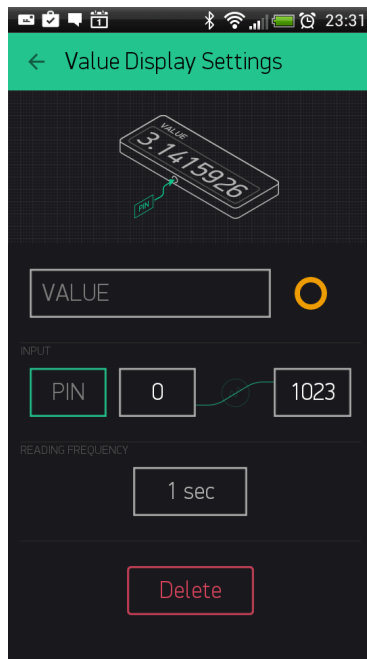 23:31
Value Display Settings
VALUE
3.1415926
PIN
VALUE
INPUT
PIN 0 1023
READING FREQUENCY
1 sec
Delete